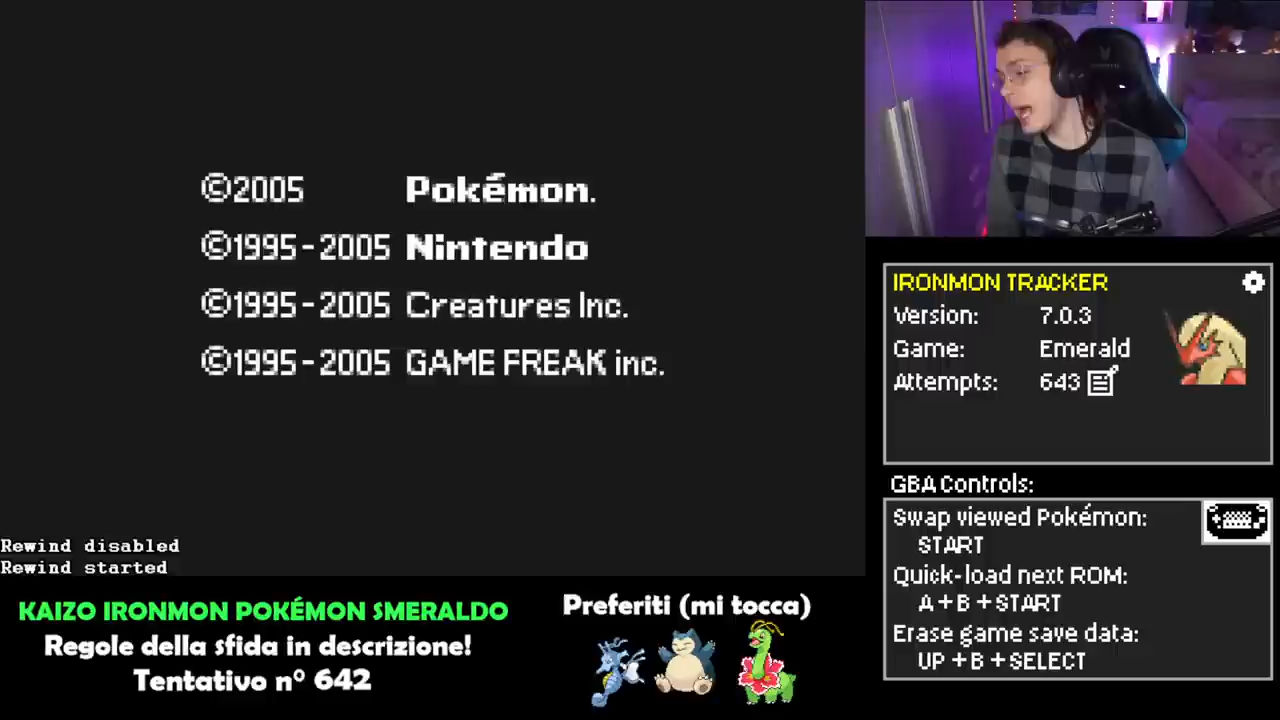 ©2005 Pokémon.
©1995-2005 Nintendo
©1995-2005 Creatures Inc.
©1995-2005 GAME FREAK inc.
Rewind disabled
Rewind started
KAIZO IRONMON POKÉMON SMERALDO
Regole della sfida in descrizione!
Tentativo n° 642
Preferiti (mi tocca)
IRONMON TRACKER
Version: 7.0.3
Game: Emerald
Attempts: 643
GBA Controls:
Swap viewed Pokémon:
START
Quick-load next ROM:
A + B + START
Erase game save data:
UP + B + SELECT